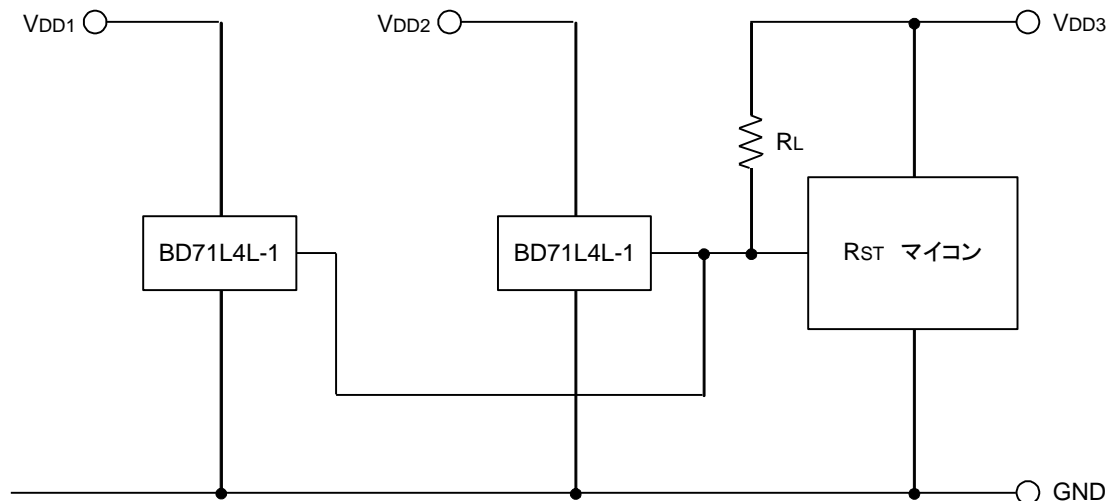 VDD1
VDD2
VDD3
RL
BD71L4L-1
BD71L4L-1
RST マイコン
GND